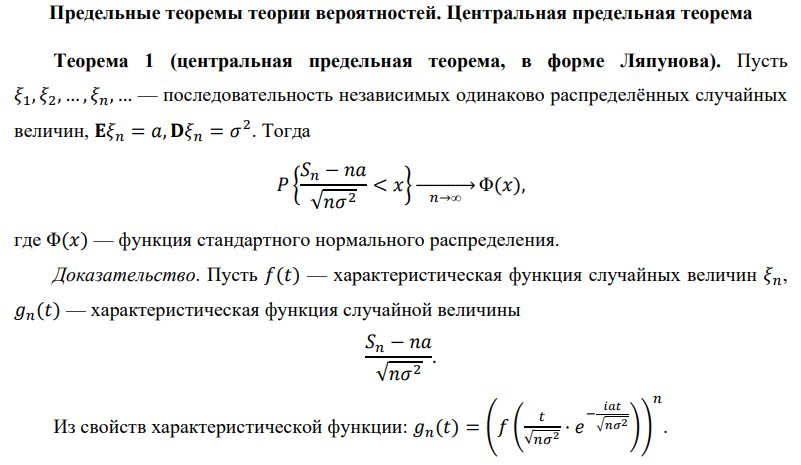 Предельные теоремы теории вероятностей. Центральная предельная теорема
Теорема 1 (центральная предельная теорема, в форме Ляпунова). Пусть
ξ₁, ξ₂, … , ξₙ, … — последовательность независимых одинаково распределённых случайных
величин, 𝐄ξₙ = a, 𝐃ξₙ = σ². Тогда
P{(Sₙ − na)/√(nσ²) < x} ⟶ₙ→∞ Φ(x),
где Φ(x) — функция стандартного нормального распределения.
Доказательство. Пусть f(t) — характеристическая функция случайных величин ξₙ,
gₙ(t) — характеристическая функция случайной величины
(Sₙ − na)/√(nσ²).
Из свойств характеристической функции: gₙ(t) = (f(t/√(nσ²) · e^(−iat/√(nσ²))))ⁿ.